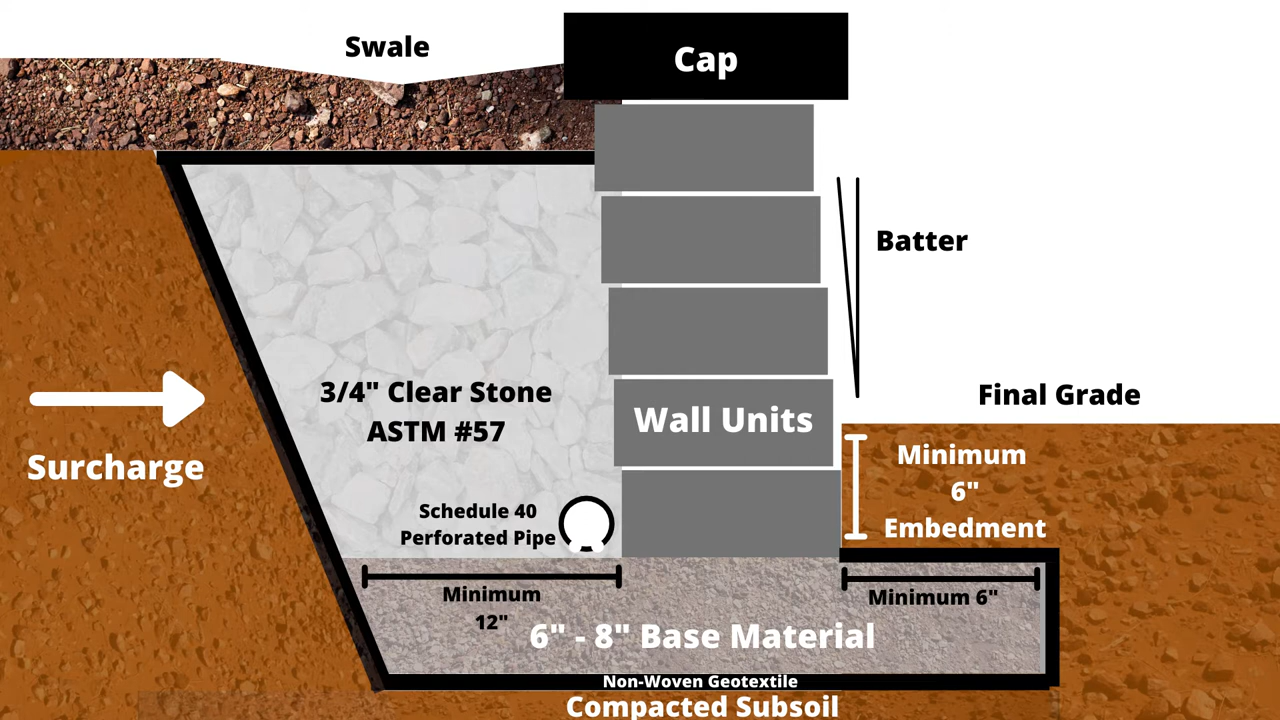 Swale
Cap
Batter
3/4" Clear Stone
ASTM #57
Wall Units
Final Grade
Surcharge
Minimum
6"
Embedment
Schedule 40
Perforated Pipe
Minimum
12"
Minimum 6"
6" - 8" Base Material
Non-Woven Geotextile
Compacted Subsoil